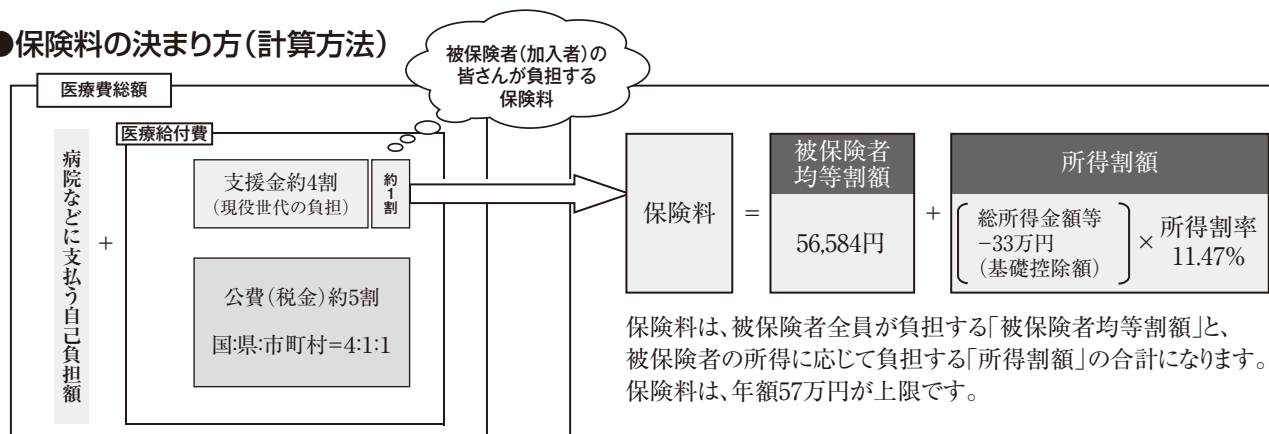 ●保険料の決まり方(計算方法)
被保険者(加入者)の
皆さんが負担する
保険料
医療費総額
医療給付費
病院などに支払う自己負担額
+
支援金約4割
(現役世代の負担)
約1割
公費(税金)約5割
国:県:市町村=4:1:1
保険料
=
被保険者
均等割額
56,584円
+
所得割額
総所得金額等
−33万円
(基礎控除額)
×
所得割率
11.47%
保険料は、被保険者全員が負担する「被保険者均等割額」と、
被保険者の所得に応じて負担する「所得割額」の合計になります。
保険料は、年額57万円が上限です。